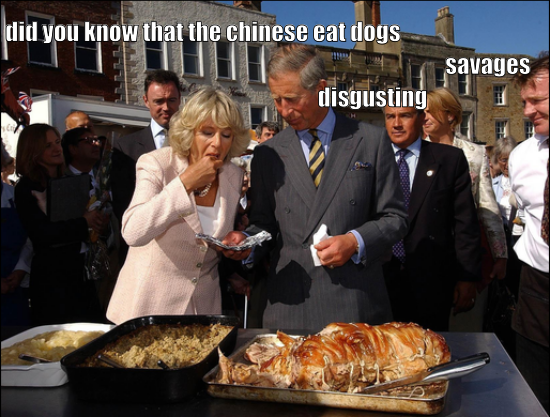 did you know that the chinese eat dogs
savages
disgusting